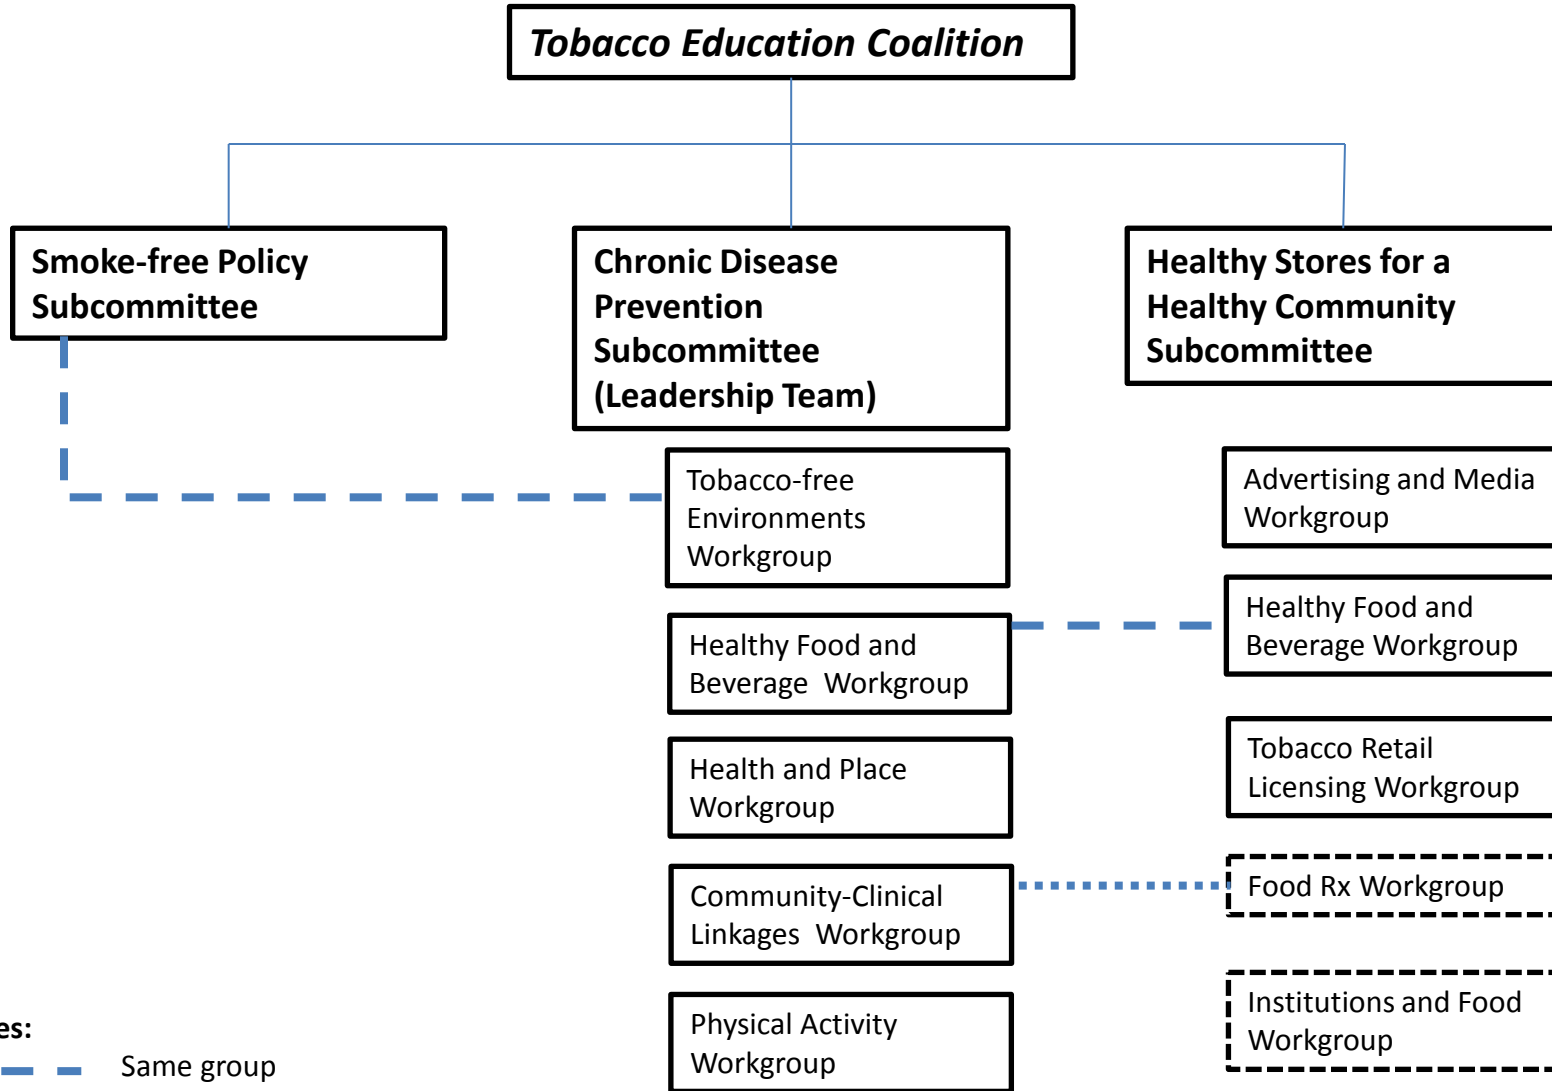 Tobacco Education Coalition
Smoke-free Policy
Subcommittee
Chronic Disease
Prevention
Subcommittee
(Leadership Team)
Healthy Stores for a
Healthy Community
Subcommittee
Tobacco-free
Environments
Workgroup
Healthy Food and
Beverage  Workgroup
Health and Place
Workgroup
Community-Clinical
Linkages  Workgroup
Physical Activity
Workgroup
Advertising and Media
Workgroup
Healthy Food and
Beverage Workgroup
Tobacco Retail
Licensing Workgroup
Food Rx Workgroup
Institutions and Food
Workgroup
Same group